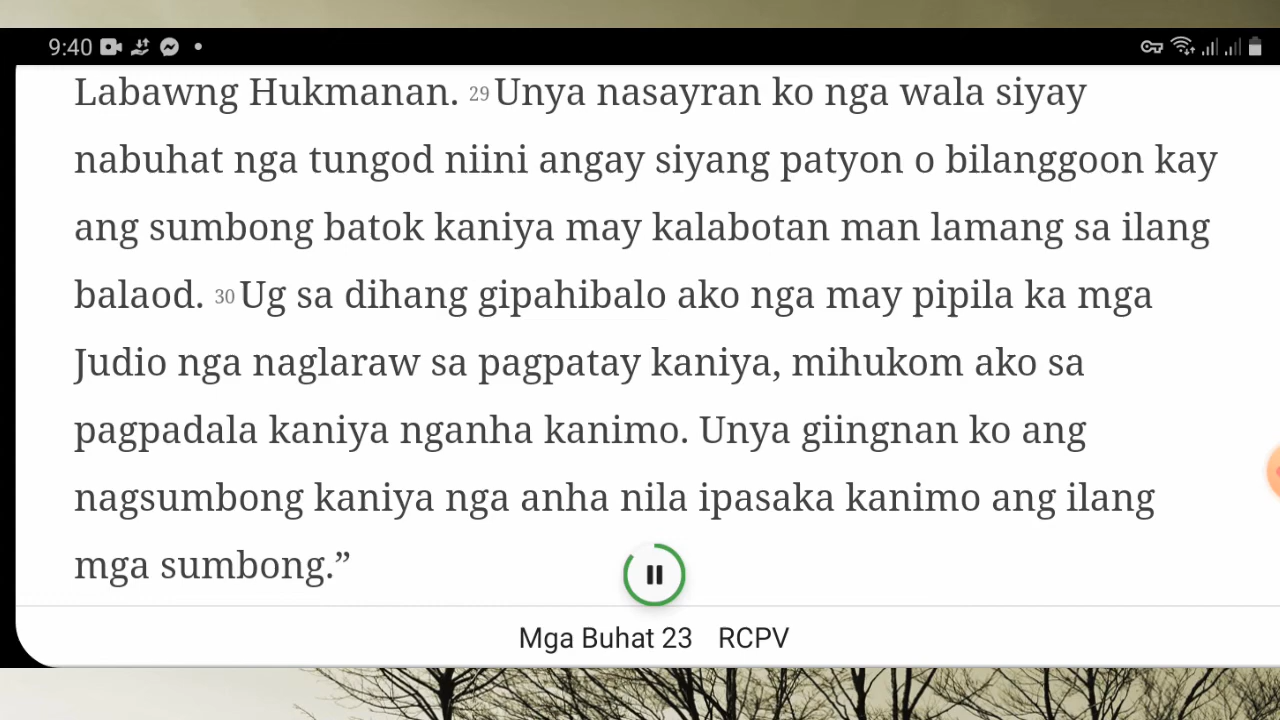 9:40
Labawng Hukmanan. 29 Unya nasayran ko nga wala siyay
nabuhat nga tungod niini angay siyang patyon o bilanggoon kay
ang sumbong batok kaniya may kalabotan man lamang sa ilang
balaod. 30 Ug sa dihang gipahibalo ako nga may pipila ka mga
Judio nga naglaraw sa pagpatay kaniya, mihukom ako sa
pagpadala kaniya nganha kanimo. Unya giingnan ko ang
nagsumbong kaniya nga anha nila ipasaka kanimo ang ilang
mga sumbong.”
Mga Buhat 23 RCPV